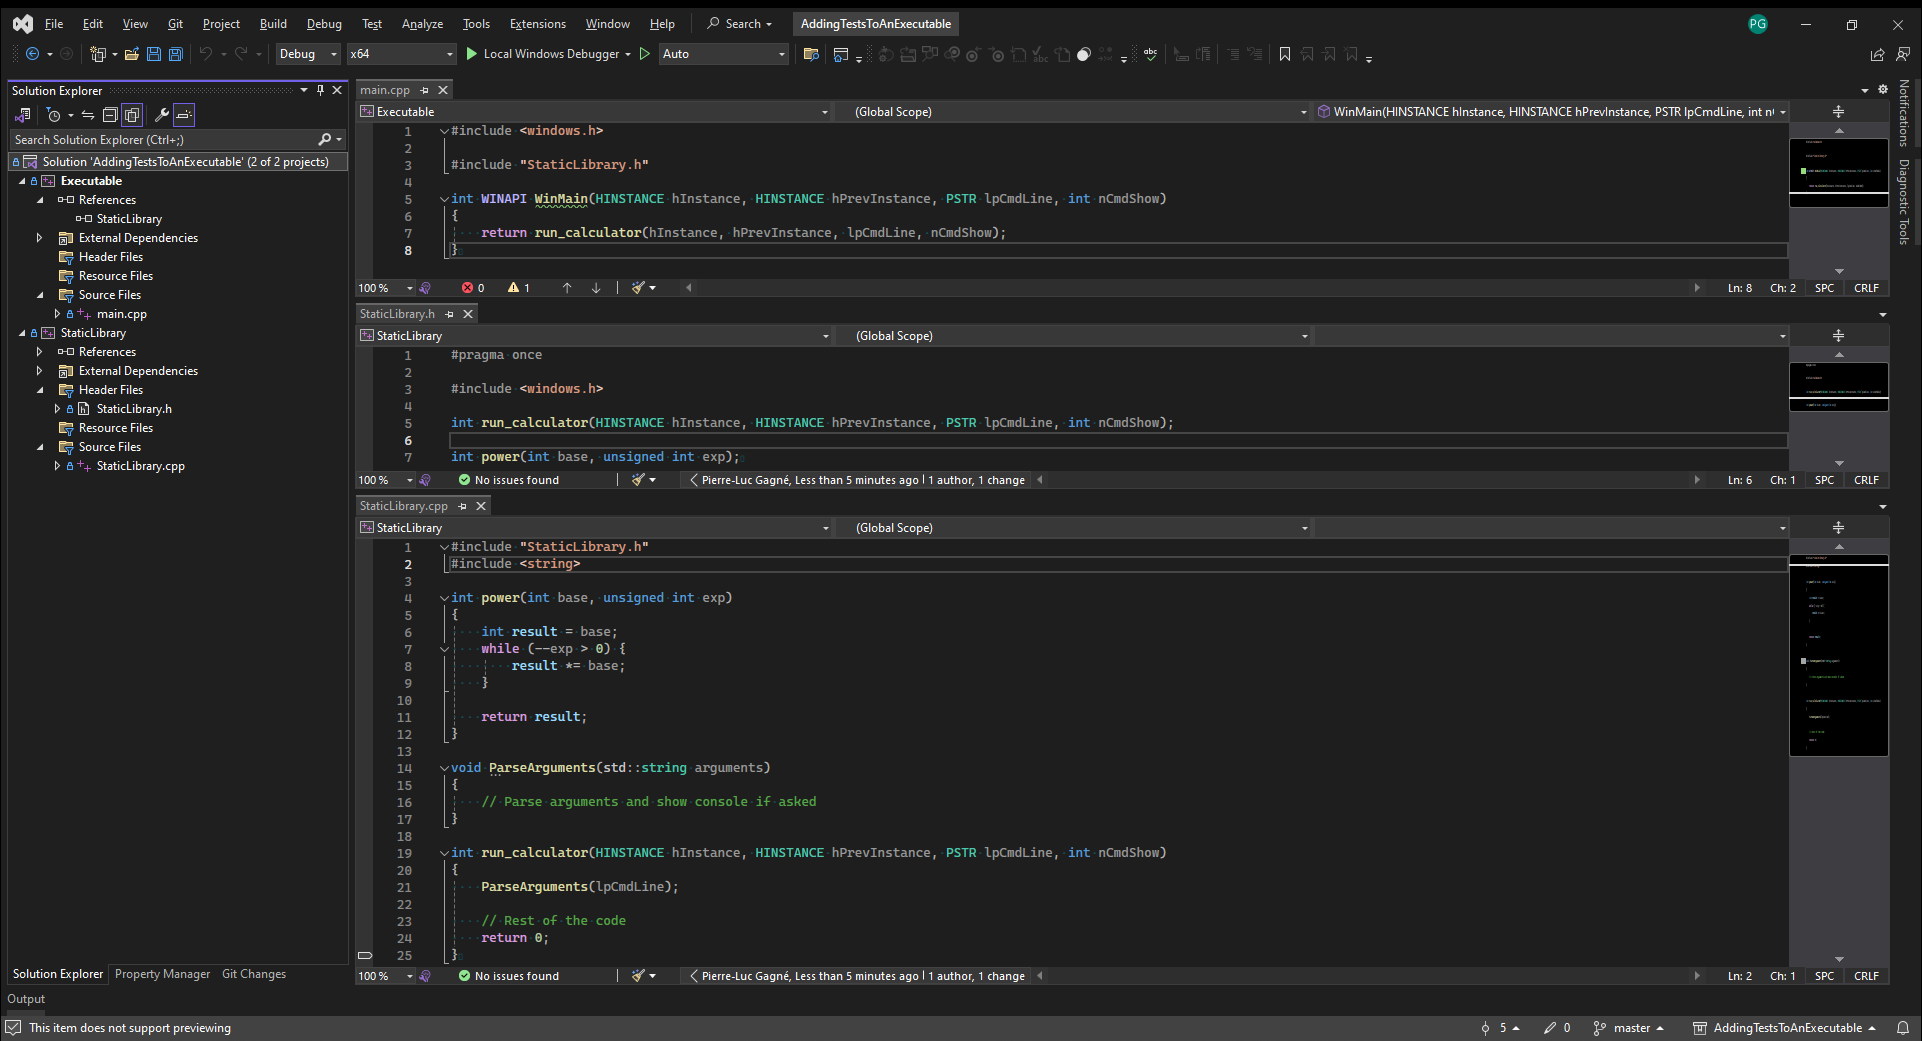 File Edit View Git Project Build Debug Test Analyze Tools Extensions Window Help Search AddingTestsToAnExecutable PG
Debug x64 Local Windows Debugger Auto
Solution Explorer
Search Solution Explorer (Ctrl+;)
Solution 'AddingTestsToAnExecutable' (2 of 2 projects)
Executable
References
StaticLibrary
External Dependencies
Header Files
Resource Files
Source Files
main.cpp
StaticLibrary
References
External Dependencies
Header Files
StaticLibrary.h
Resource Files
Source Files
StaticLibrary.cpp
Solution Explorer Property Manager Git Changes
main.cpp
Executable (Global Scope) WinMain(HINSTANCE hInstance, HINSTANCE hPrevInstance, PSTR lpCmdLine, int n
1 #include <windows.h>
2
3 #include "StaticLibrary.h"
4
5 int WINAPI WinMain(HINSTANCE hInstance, HINSTANCE hPrevInstance, PSTR lpCmdLine, int nCmdShow)
6 {
7 return run_calculator(hInstance, hPrevInstance, lpCmdLine, nCmdShow);
8 }
100 % 0 1 Ln: 8 Ch: 2 SPC CRLF
StaticLibrary.h
StaticLibrary (Global Scope)
1 #pragma once
2
3 #include <windows.h>
4
5 int run_calculator(HINSTANCE hInstance, HINSTANCE hPrevInstance, PSTR lpCmdLine, int nCmdShow);
6
7 int power(int base, unsigned int exp);
100 % No issues found Pierre-Luc Gagné, Less than 5 minutes ago | 1 author, 1 change Ln: 6 Ch: 1 SPC CRLF
StaticLibrary.cpp
StaticLibrary (Global Scope)
1 #include "StaticLibrary.h"
2 #include <string>
3
4 int power(int base, unsigned int exp)
5 {
6 int result = base;
7 while (--exp > 0) {
8 result *= base;
9 }
10
11 return result;
12 }
13
14 void ParseArguments(std::string arguments)
15 {
16 // Parse arguments and show console if asked
17 }
18
19 int run_calculator(HINSTANCE hInstance, HINSTANCE hPrevInstance, PSTR lpCmdLine, int nCmdShow)
20 {
21 ParseArguments(lpCmdLine);
22
23 // Rest of the code
24 return 0;
25 }
100 % No issues found Pierre-Luc Gagné, Less than 5 minutes ago | 1 author, 1 change Ln: 2 Ch: 1 SPC CRLF
Notifications
Diagnostic Tools
Output
This item does not support previewing 5 0 master AddingTestsToAnExecutable